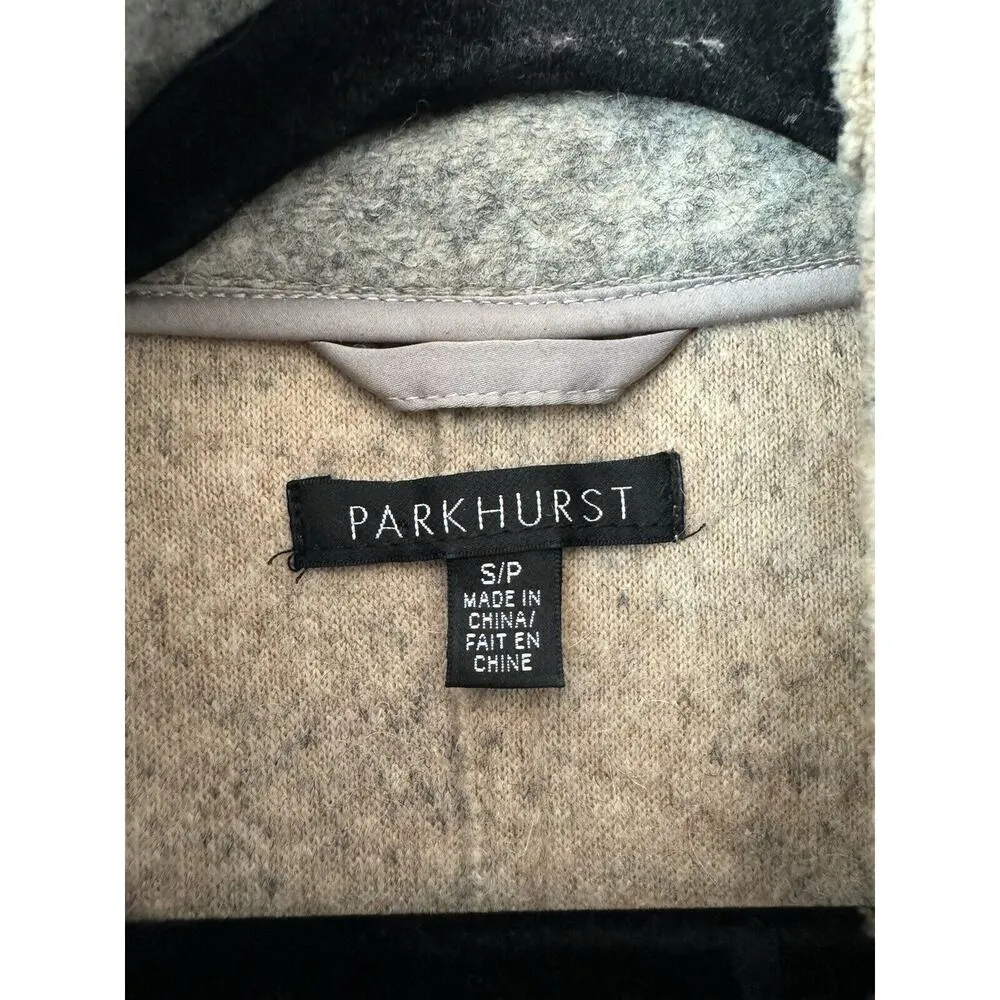 PARKHURST
S/P
MADE IN
CHINA/
FAIT EN
CHINE